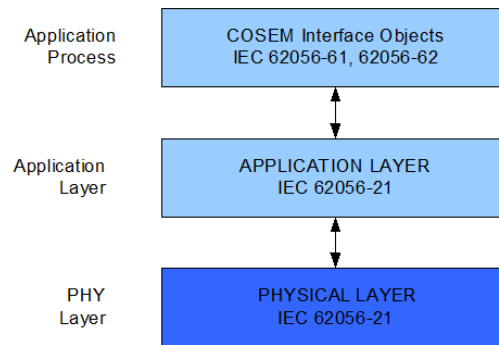 Application
Process
COSEM Interface Objects
IEC 62056-61, 62056-62
Application
Layer
APPLICATION LAYER
IEC 62056-21
PHY
Layer
PHYSICAL LAYER
IEC 62056-21